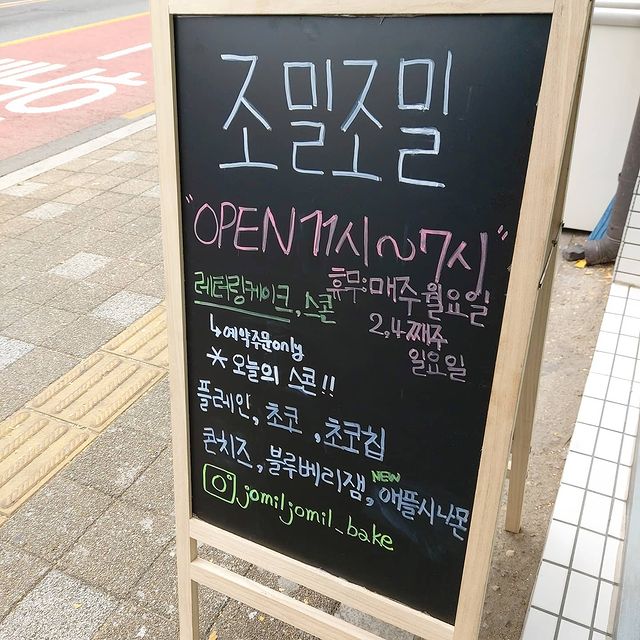 조밀조밀
"OPEN 11시~7시"
레터링케이크, 스콘
휴무: 매주 월요일
2,4째주
일요일
↳예약주문only
* 오늘의 스콘!!
플레인, 초코, 초코칩
콘치즈, 블루베리잼, NEW 애플시나몬
jomiljomil_bake